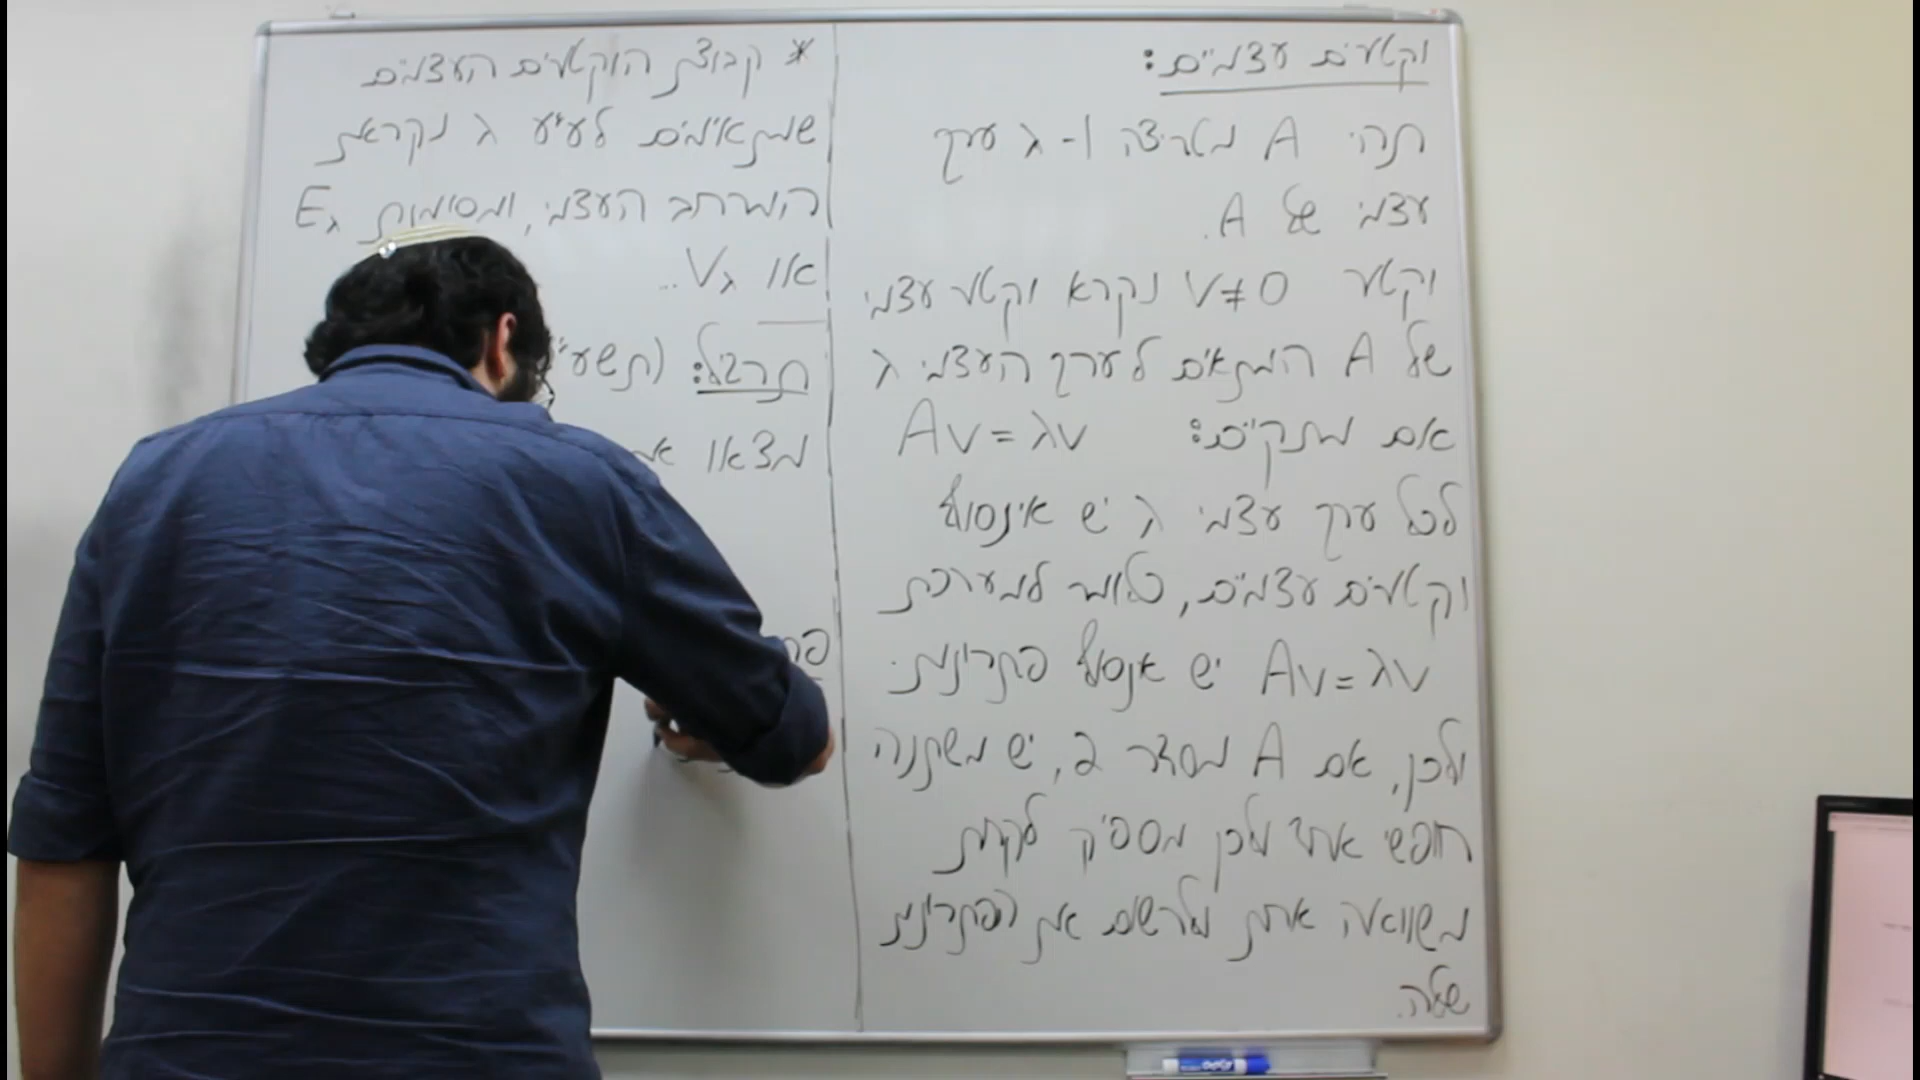 וקטורים עצמיים:
תהי A מטריצה ו- λ ערך
עצמי של A.
וקטור V≠0 נקרא וקטור עצמי
של A המתאים לערך העצמי λ
אם מתקיים: Av=λv
לכל ערך עצמי λ יש אינסוף
וקטורים עצמיים, כלומר למערכת
Av=λv יש אינסוף פתרונות.
ולכן, אם A מסדר 2, יש משתנה
חופשי אחד ולכן מספיק לקחת
משוואה אחת ולרשום את הפתרונות
שלה.
* קבוצת הוקטורים העצמים
שמתאימים לע"ע λ נקראת
המרחב העצמי, ומסומנת Eλ
או Vλ..
תרגיל: (תשע"
מצאו